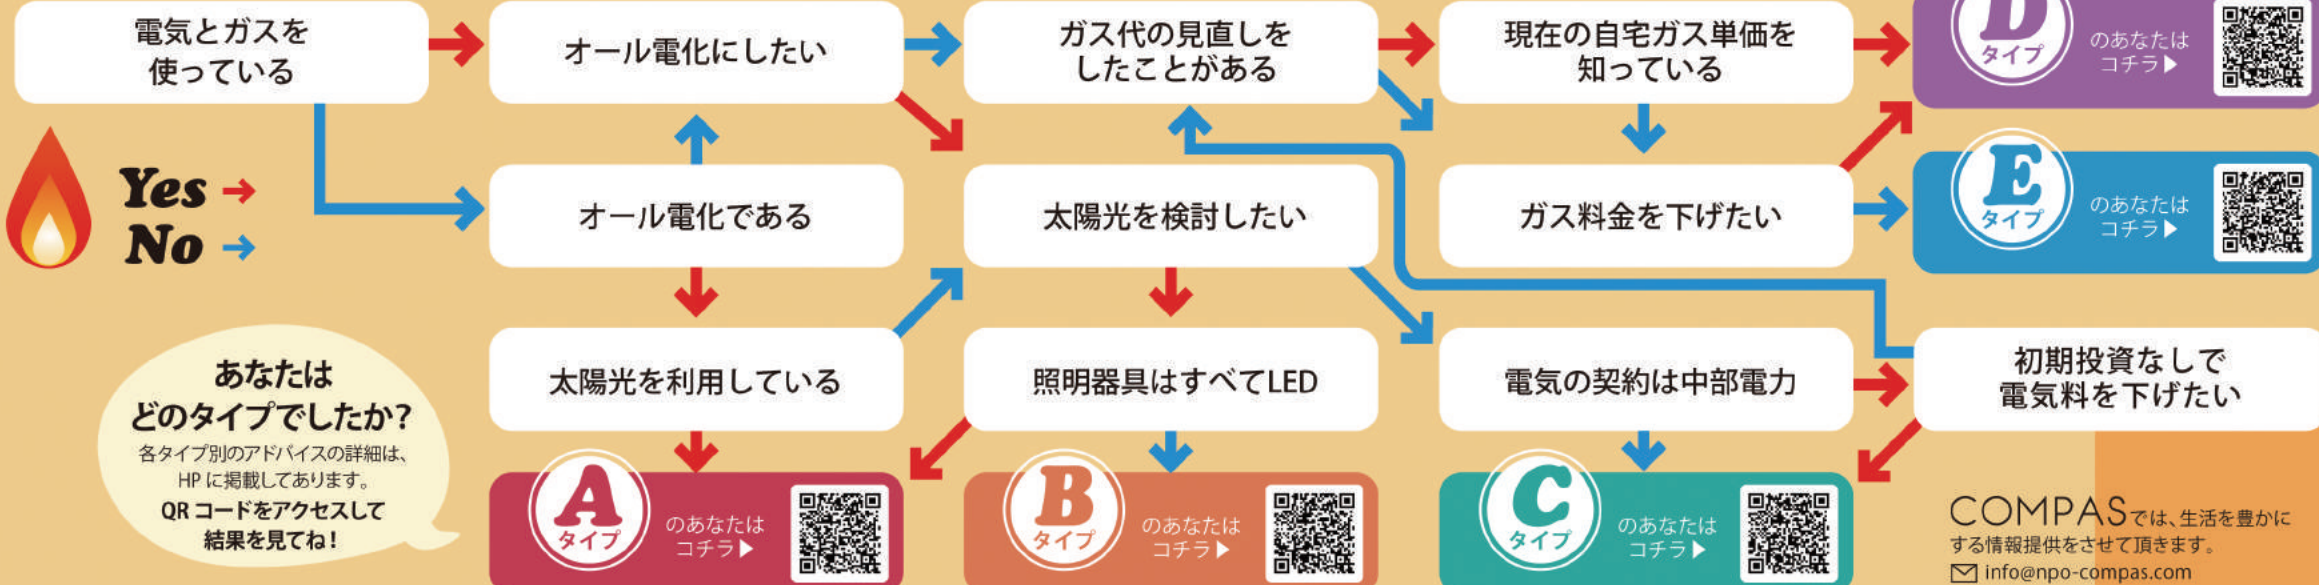 電気とガスを
使っている
オール電化にしたい
ガス代の見直しを
したことがある
現在の自宅ガス単価を
知っている
D
タイプ
のあなたは
コチラ▶
Yes →
No →
オール電化である
太陽光を検討したい
ガス料金を下げたい
E
タイプ
のあなたは
コチラ▶
あなたは
どのタイプでしたか?
各タイプ別のアドバイスの詳細は、
HPに掲載してあります。
QRコードをアクセスして
結果を見てね!
太陽光を利用している
照明器具はすべてLED
電気の契約は中部電力
初期投資なしで
電気料を下げたい
A
タイプ
のあなたは
コチラ▶
B
タイプ
のあなたは
コチラ▶
C
タイプ
のあなたは
コチラ▶
COMPASでは、生活を豊かに
する情報提供をさせて頂きます。
info@npo-compas.com